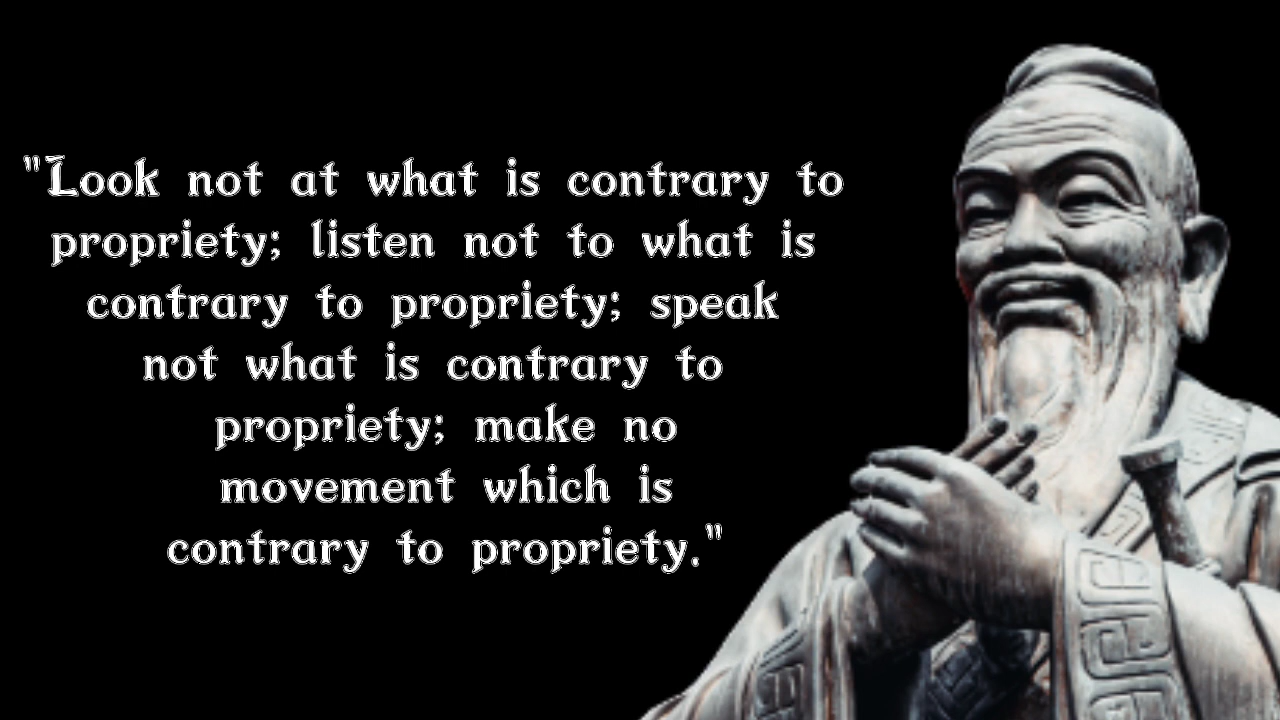 "Look not at what is contrary to
propriety; listen not to what is
contrary to propriety; speak
not what is contrary to
propriety; make no
movement which is
contrary to propriety."